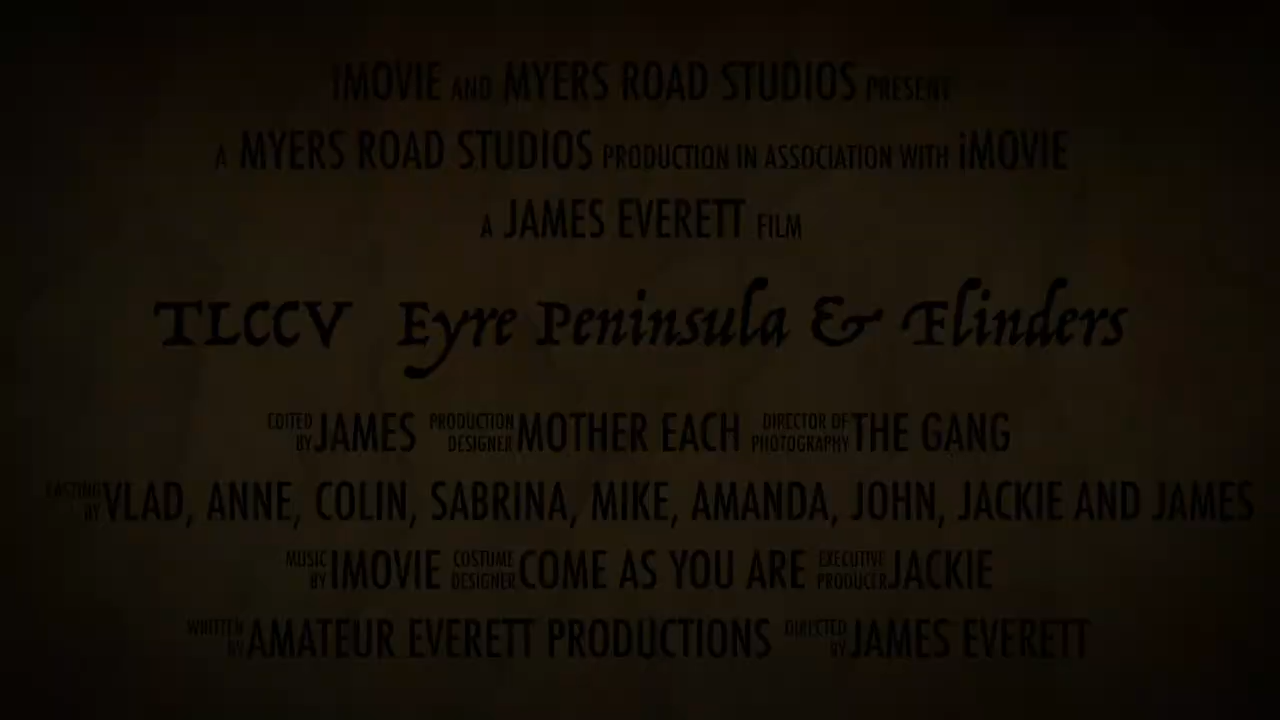 iMOVIE AND MYERS ROAD STUDIOS PRESENT
A MYERS ROAD STUDIOS PRODUCTION IN ASSOCIATION WITH iMOVIE
A JAMES EVERETT FILM
TLCCV Eyre Peninsula & Flinders
EDITED BY JAMES PRODUCTION DESIGNER MOTHER EACH DIRECTOR OF PHOTOGRAPHY THE GANG
CASTING BY VLAD, ANNE, COLIN, SABRINA, MIKE, AMANDA, JOHN, JACKIE AND JAMES
MUSIC BY IMOVIE COSTUME DESIGNER COME AS YOU ARE EXECUTIVE PRODUCER JACKIE
WRITTEN BY AMATEUR EVERETT PRODUCTIONS DIRECTED BY JAMES EVERETT